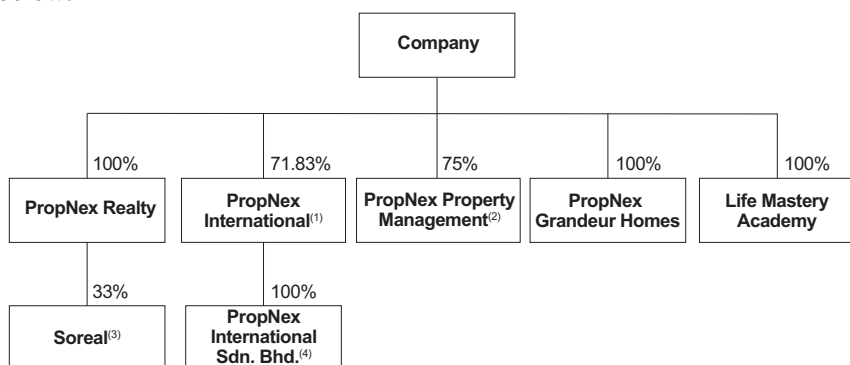 Company
100%
71.83%
75%
100%
100%
PropNex Realty
PropNex
International(1)
PropNex Property
Management(2)
PropNex
Grandeur Homes
Life Mastery
Academy
33%
100%
Soreal(3)
PropNex
International
Sdn. Bhd.(4)